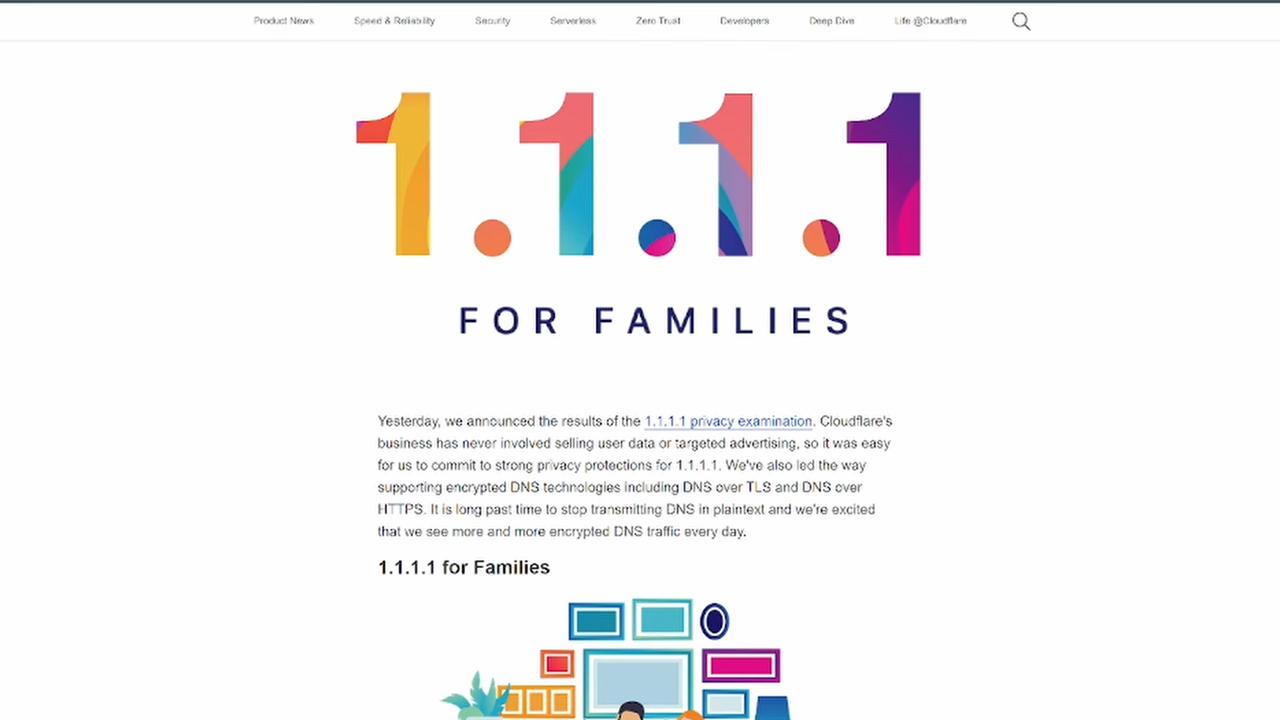 Product News Speed & Reliability Security Serverless Zero Trust Developers Deep Dive Life @Cloudflare
1.1.1.1
FOR FAMILIES
Yesterday, we announced the results of the 1.1.1.1 privacy examination. Cloudflare's
business has never involved selling user data or targeted advertising, so it was easy
for us to commit to strong privacy protections for 1.1.1.1. We've also led the way
supporting encrypted DNS technologies including DNS over TLS and DNS over
HTTPS. It is long past time to stop transmitting DNS in plaintext and we're excited
that we see more and more encrypted DNS traffic every day.
1.1.1.1 for Families